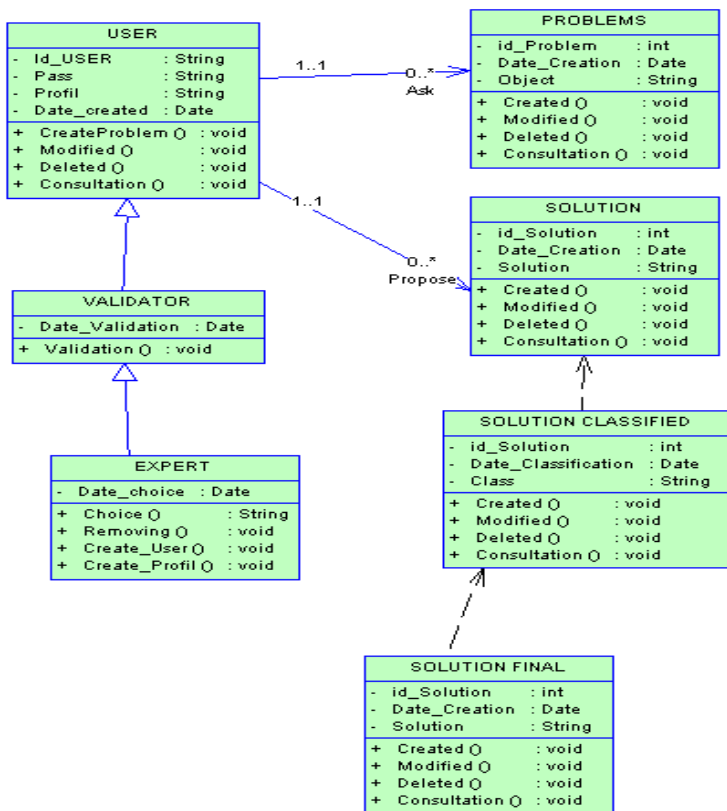 USER
- Id_USER : String
- Pass : String
- Profil : String
- Date_created : Date
+ CreateProblem () : void
+ Modified () : void
+ Deleted () : void
+ Consultation () : void
1..1
0..*
Ask
PROBLEMS
- id_Problem : int
- Date_Creation : Date
- Object : String
+ Created () : void
+ Modified () : void
+ Deleted () : void
+ Consultation () : void
1..1
0..*
Propose
SOLUTION
- id_Solution : int
- Date_Creation : Date
- Solution : String
+ Created () : void
+ Modified () : void
+ Deleted () : void
+ Consultation () : void
VALIDATOR
- Date_Validation : Date
+ Validation () : void
EXPERT
- Date_choice : Date
+ Choice () : String
+ Removing () : void
+ Create_User () : void
+ Create_Profil () : void
SOLUTION CLASSIFIED
- id_Solution : int
- Date_Classification : Date
- Class : String
+ Created () : void
+ Modified () : void
+ Deleted () : void
+ Consultation () : void
SOLUTION FINAL
- id_Solution : int
- Date_Creation : Date
- Solution : String
+ Created () : void
+ Modified () : void
+ Deleted () : void
+ Consultation () : void